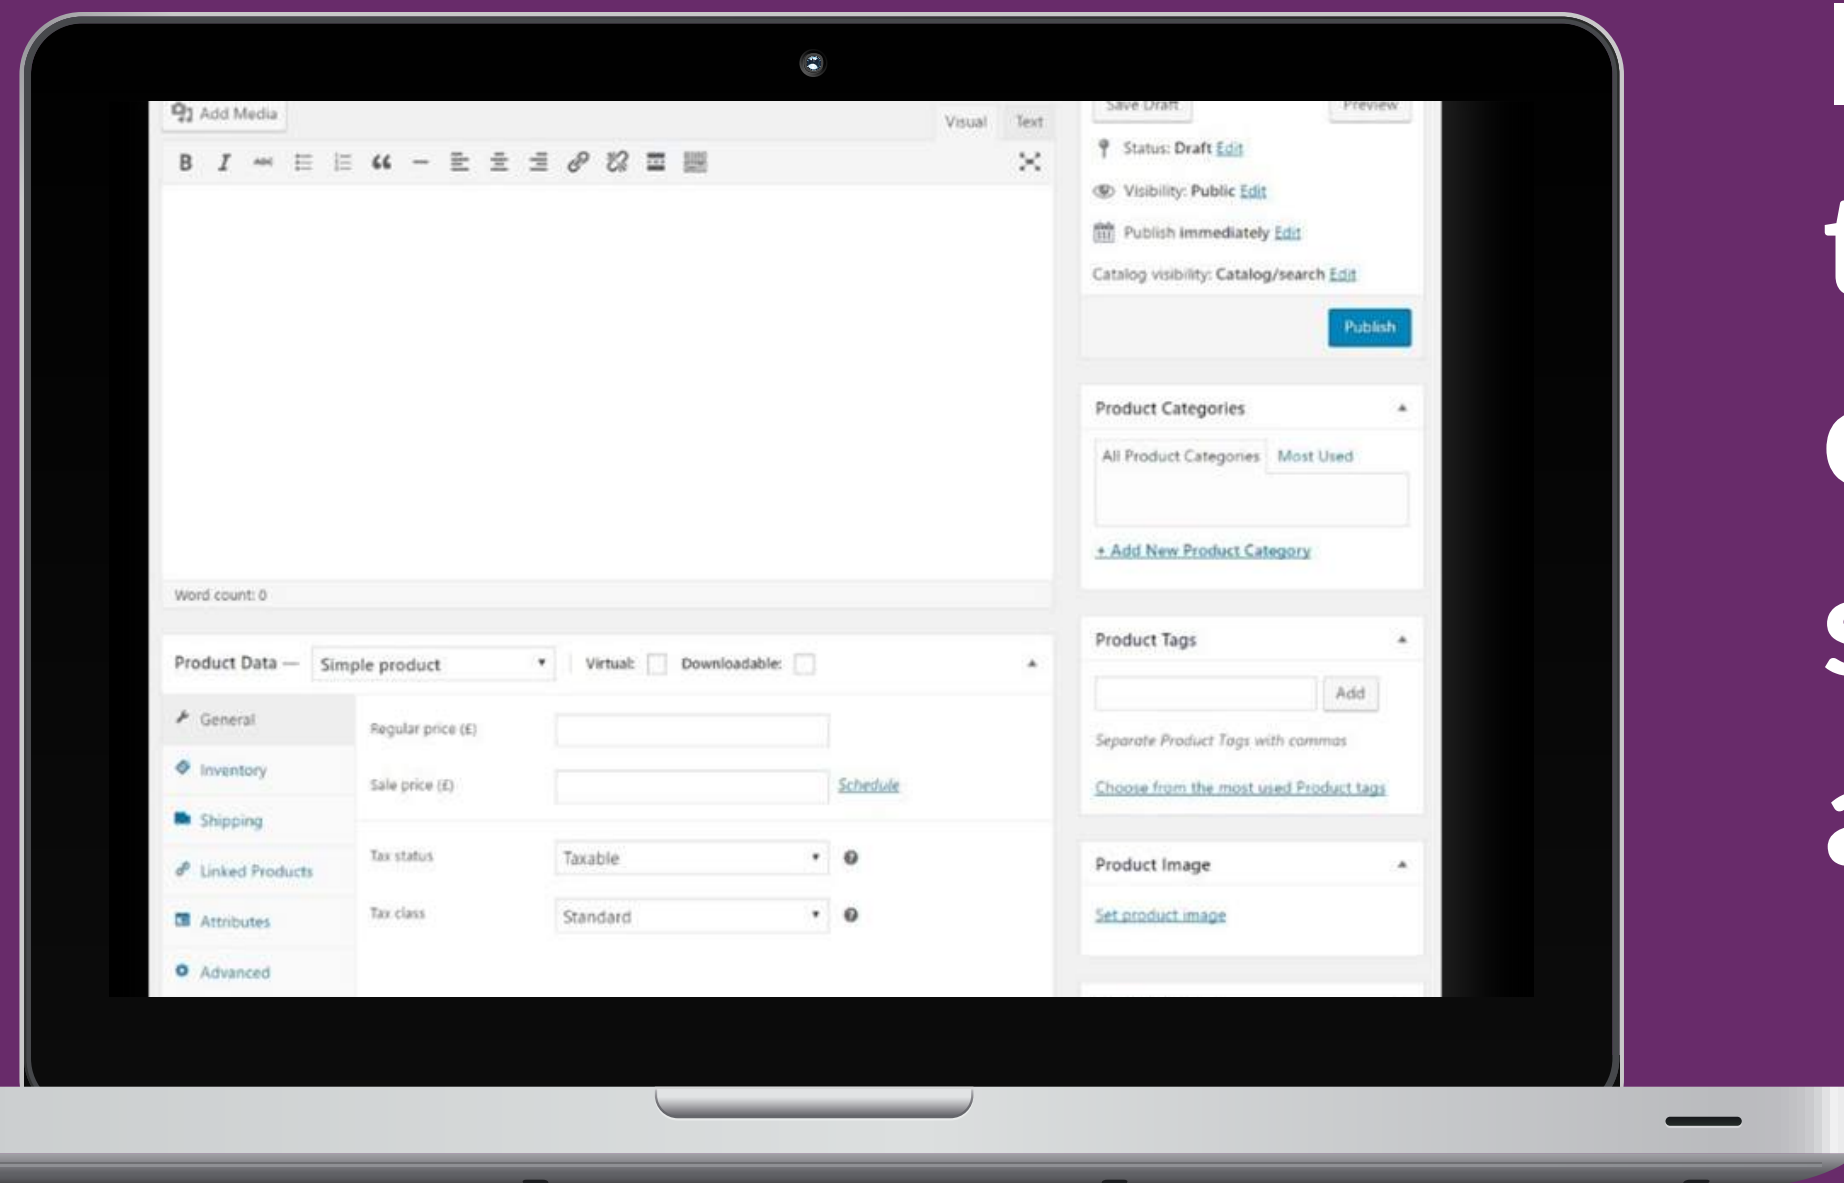 Add Media
Visual Text
B I ABC
Word count: 0
Product Data — Simple product Virtual: Downloadable:
General
Inventory
Shipping
Linked Products
Attributes
Advanced
Regular price (£)
Sale price (£) Schedule
Tax status Taxable
Tax class Standard
Save Draft Preview
Status: Draft Edit
Visibility: Public Edit
Publish immediately Edit
Catalog visibility: Catalog/search Edit
Publish
Product Categories
All Product Categories Most Used
+ Add New Product Category
Product Tags
Add
Separate Product Tags with commas
Choose from the most used Product tags
Product Image
Set product image